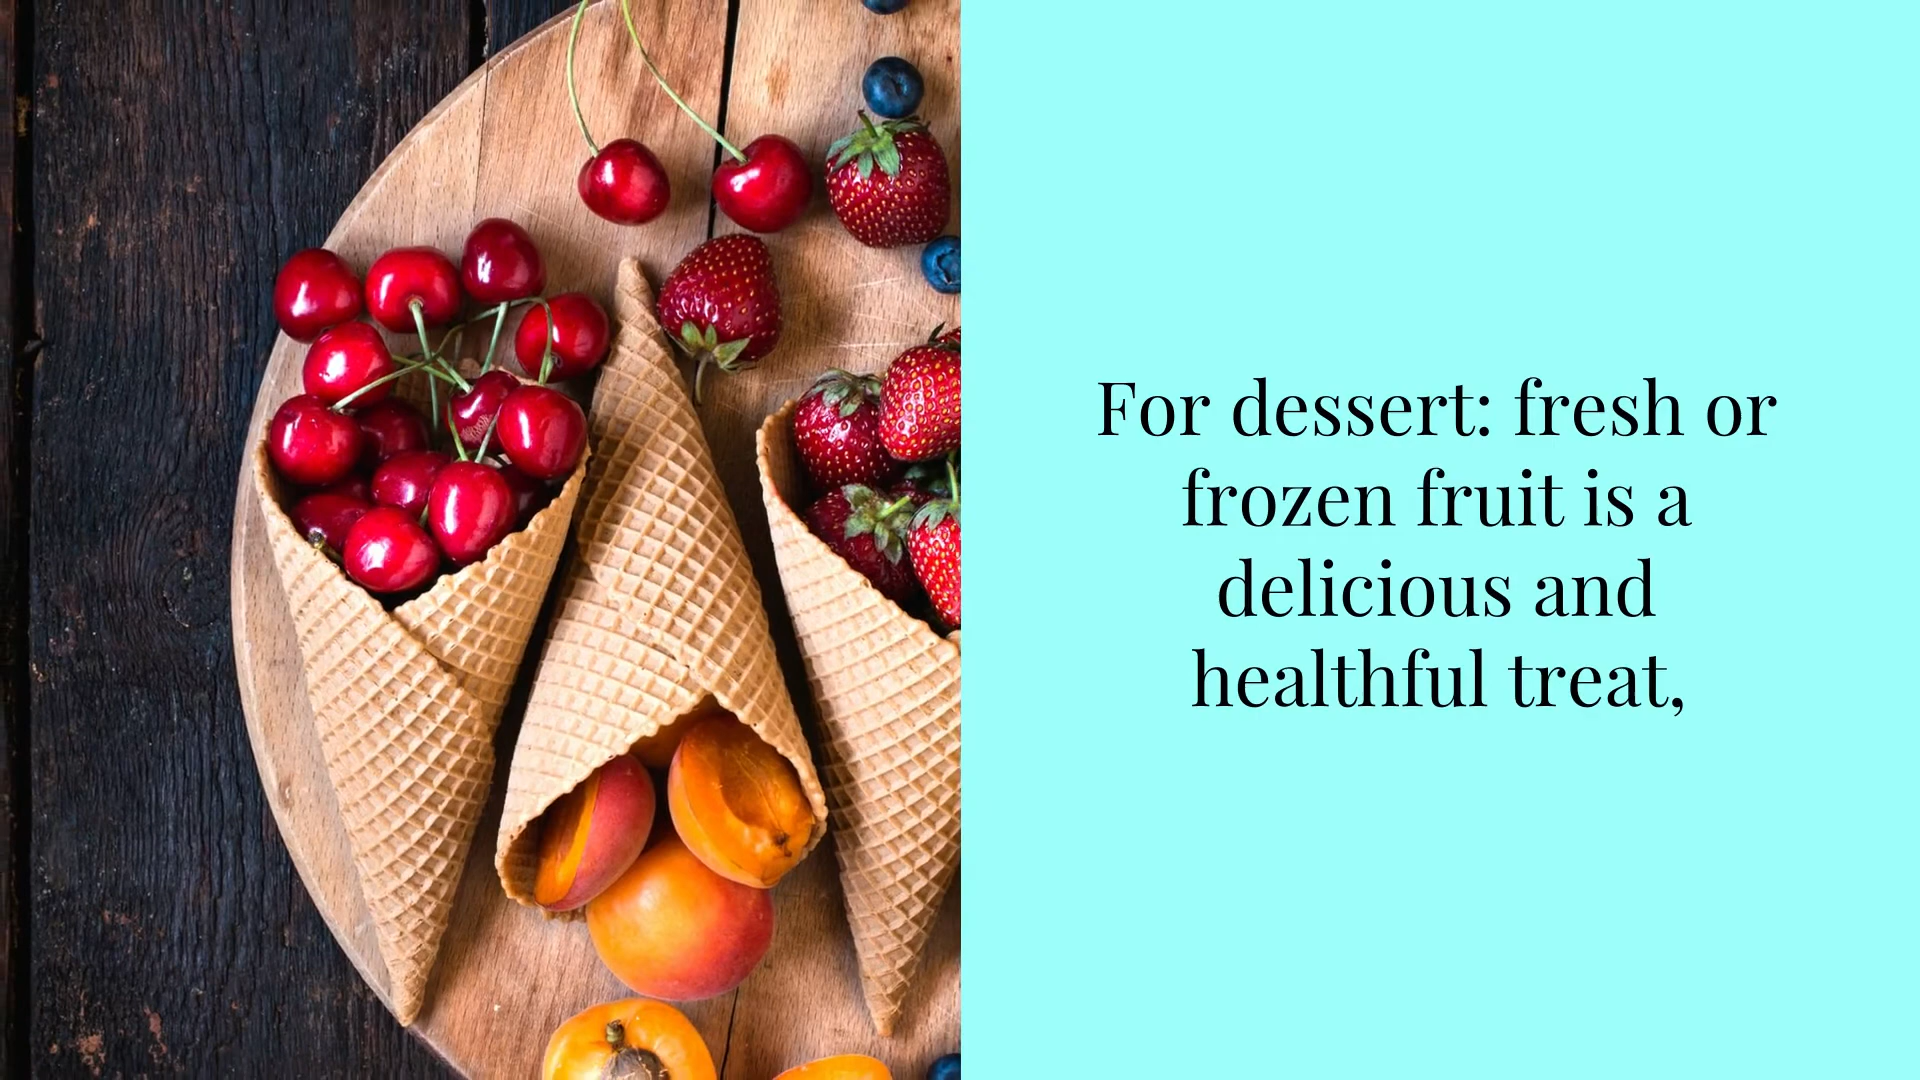 For dessert: fresh or
frozen fruit is a
delicious and
healthful treat,